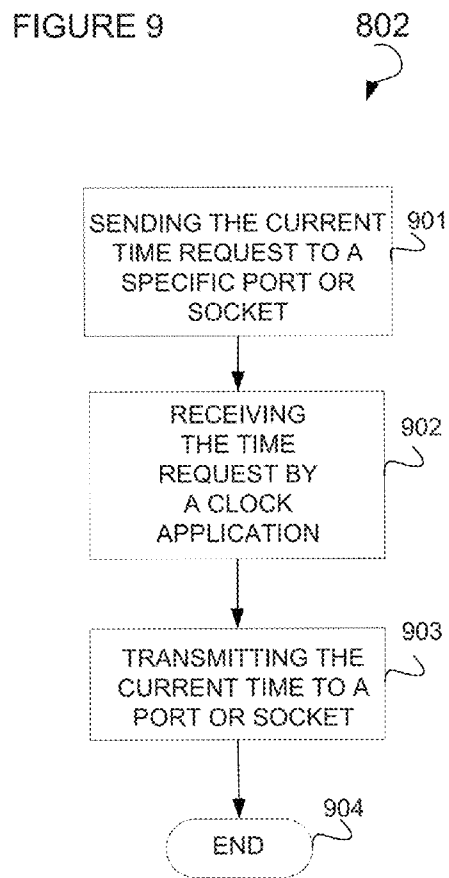 FIGURE 9
802
SENDING THE CURRENT
TIME REQUEST TO A
SPECIFIC PORT OR
SOCKET
901
RECEIVING
THE TIME
REQUEST BY
A CLOCK
APPLICATION
902
TRANSMITTING THE
CURRENT TIME TO A
PORT OR SOCKET
903
END
904